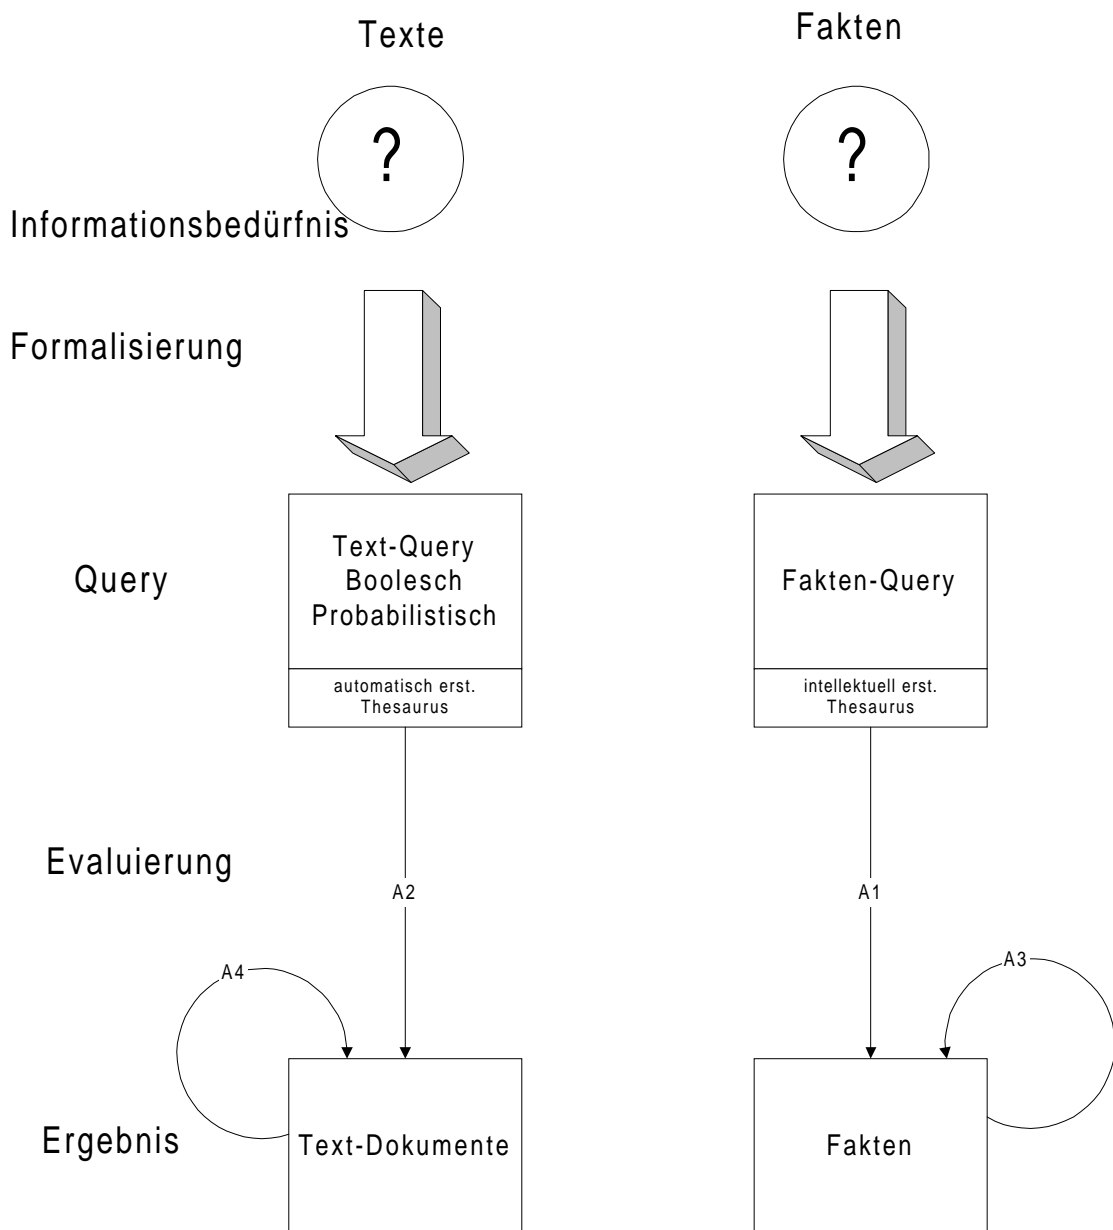 Texte
Fakten
?
?
Informationsbedürfnis
Formalisierung
Query
Text-Query
Boolesch
Probabilistisch
Fakten-Query
automatisch erst.
Thesaurus
intellektuell erst.
Thesaurus
Evaluierung
A2
A1
A4
A3
Ergebnis
Text-Dokumente
Fakten